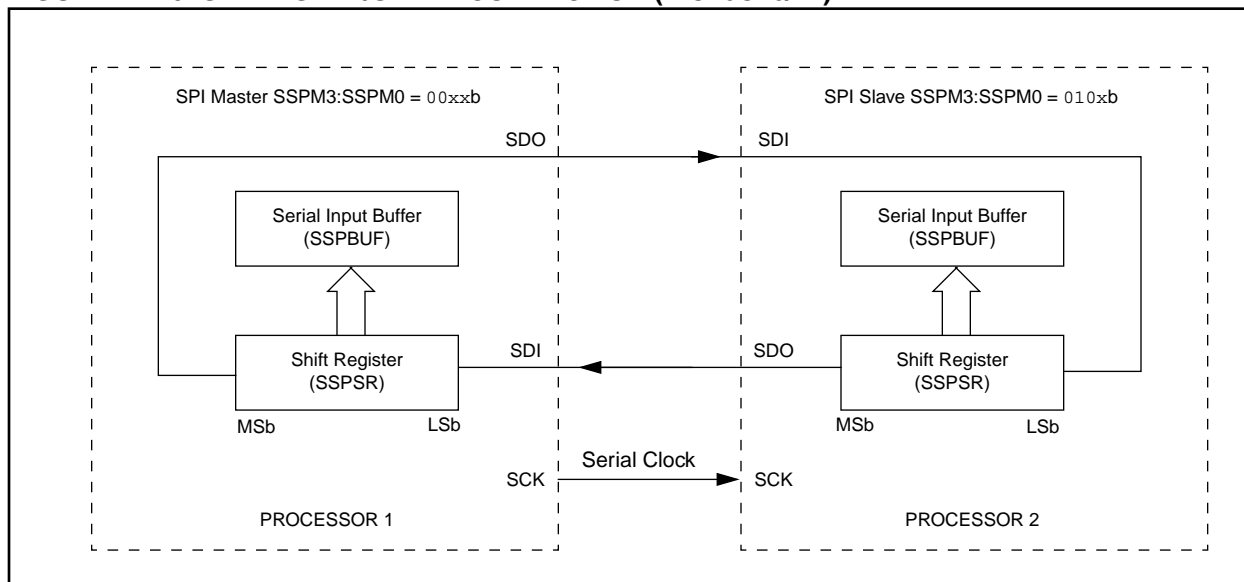 SPI Master SSPM3:SSPM0 = 00xxb
SPI Slave SSPM3:SSPM0 = 010xb
SDO
SDI
Serial Input Buffer
(SSPBUF)
Serial Input Buffer
(SSPBUF)
Shift Register
(SSPSR)
SDI
SDO
Shift Register
(SSPSR)
MSb
LSb
MSb
LSb
Serial Clock
SCK
SCK
PROCESSOR 1
PROCESSOR 2